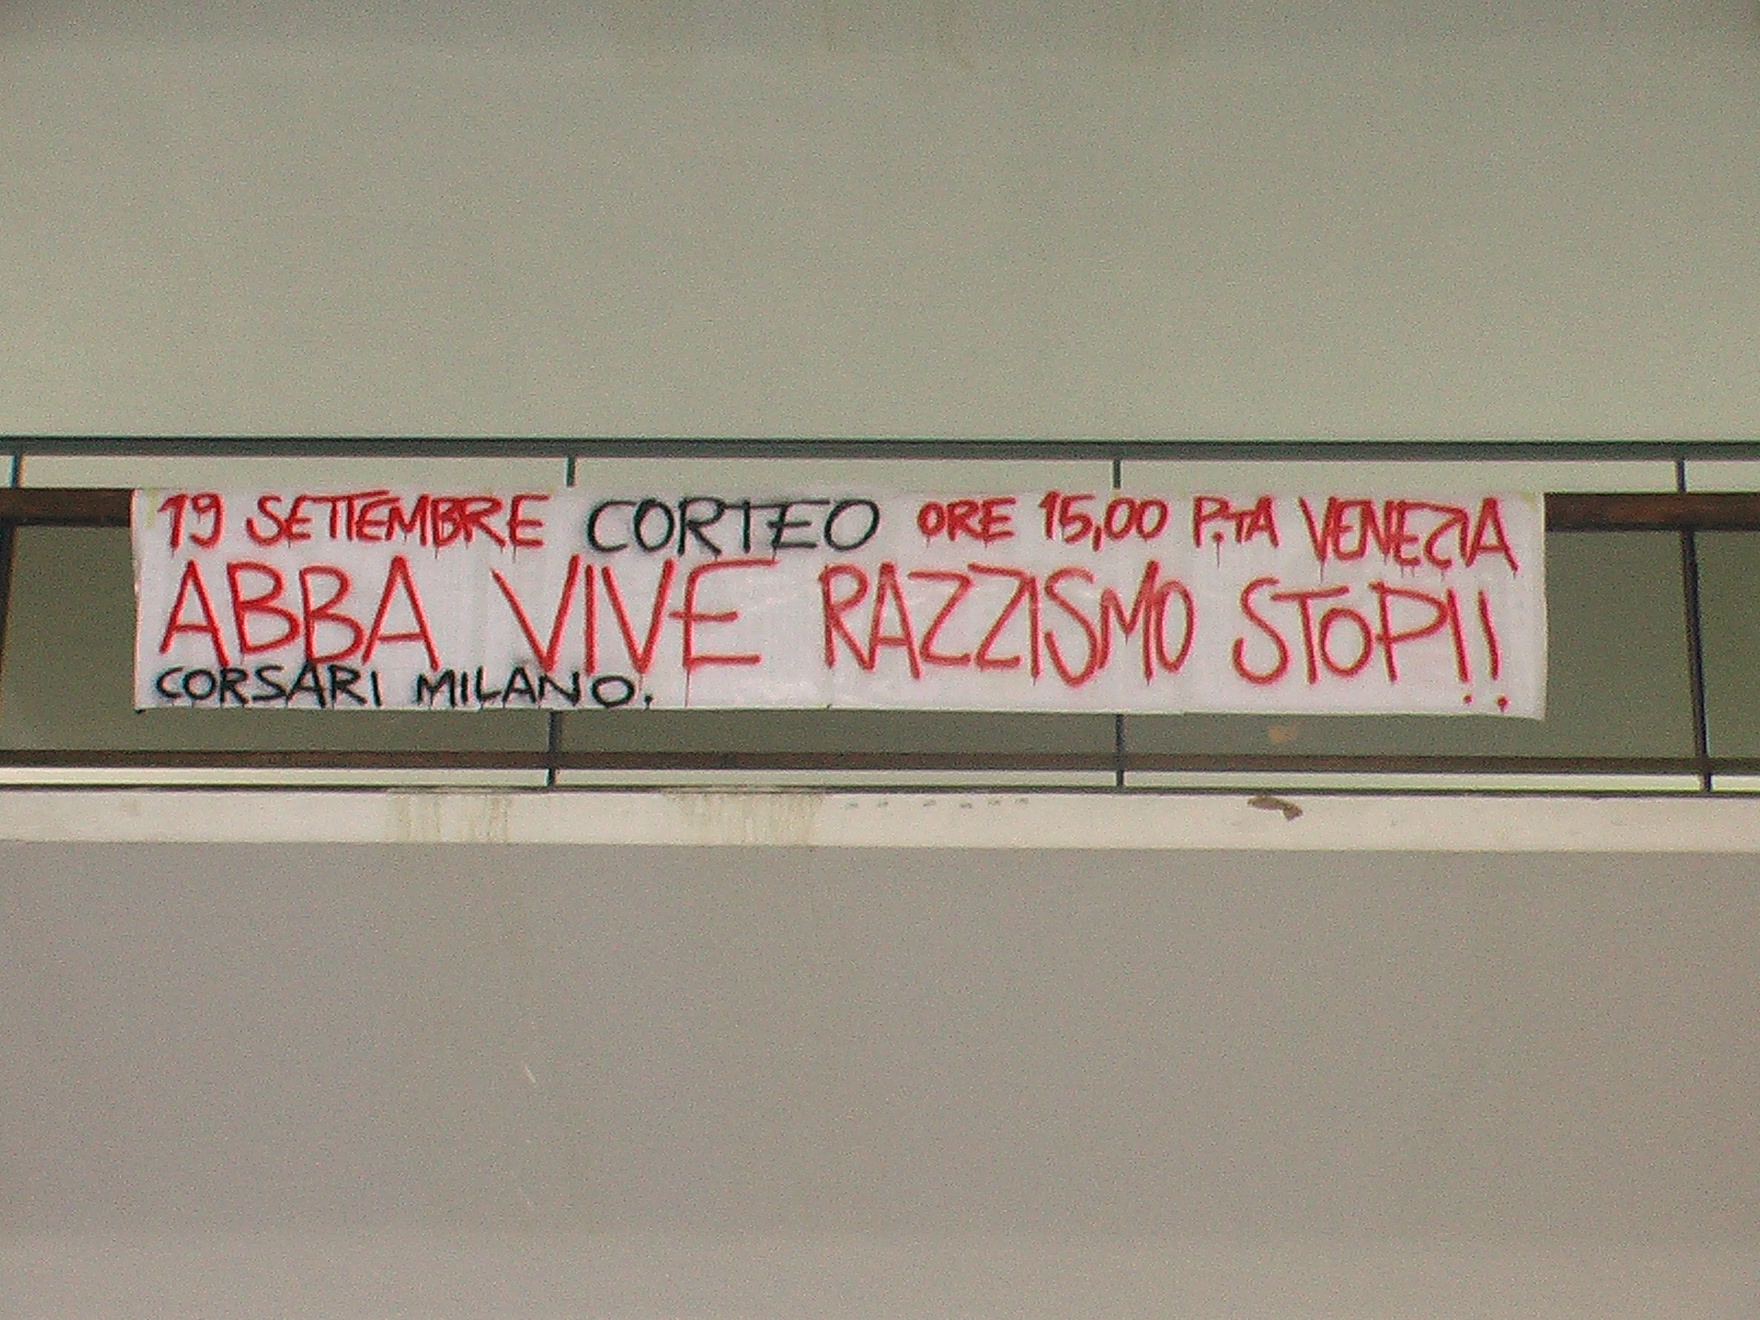 19 SETTEMBRE CORTEO ORE 15,00 P.TA VENEZIA
ABBA VIVE RAZZISMO STOP!!
CORSARI MILANO.